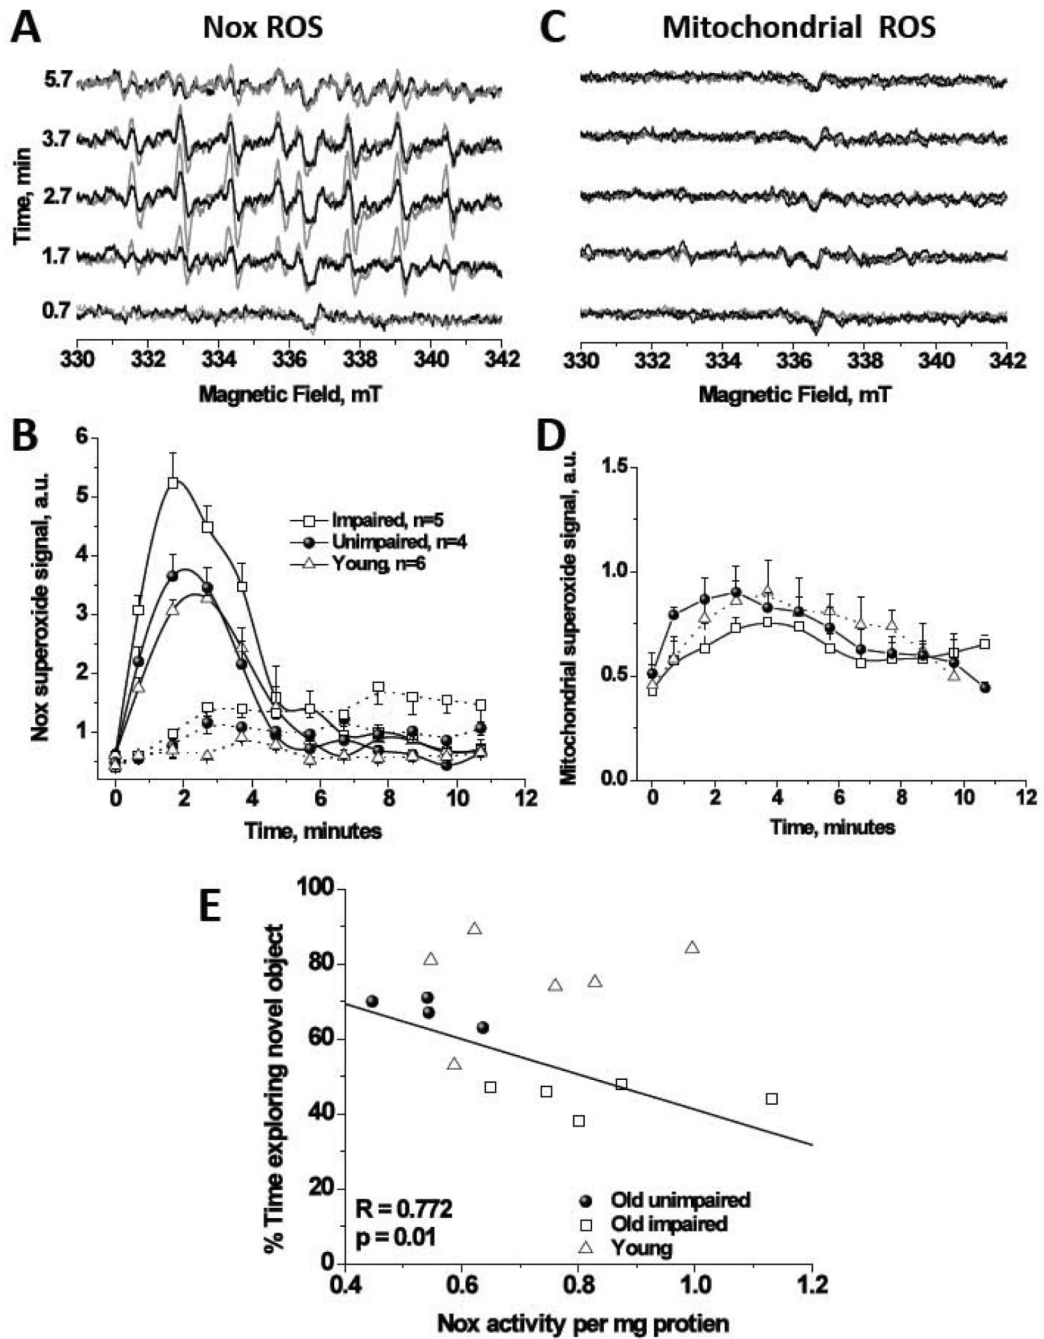 A
Nox ROS
C
Mitochondrial ROS
Time, min
5.7
3.7
2.7
1.7
0.7
330 332 334 336 338 340 342
Magnetic Field, mT
330 332 334 336 338 340 342
Magnetic Field, mT
B
Nox superoxide signal, a.u.
6
5
4
3
2
1
Impaired, n=5
Unimpaired, n=4
Young, n=6
0 2 4 6 8 10 12
Time, minutes
D
Mitochondrial superoxide signal, a.u.
1.5
1.0
0.5
0.0
0 2 4 6 8 10 12
Time, minutes
E
% Time exploring novel object
100
80
60
40
20
0
R = 0.772
p = 0.01
Old unimpaired
Old impaired
Young
0.4 0.6 0.8 1.0 1.2
Nox activity per mg protien